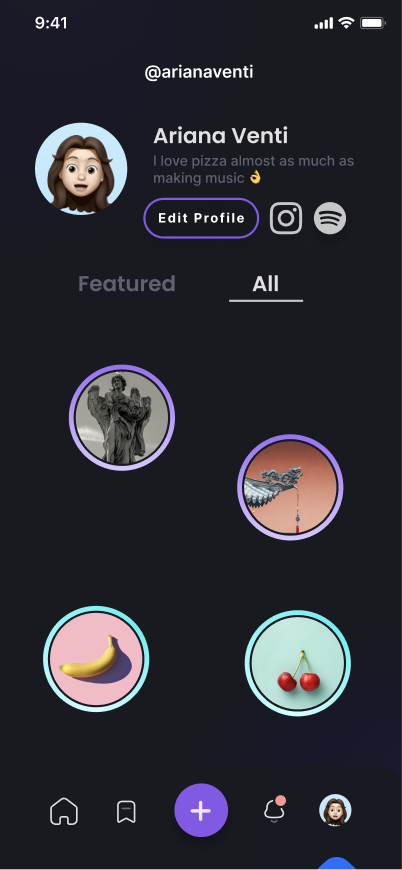 9:41
@arianaventi
Ariana Venti
I love pizza almost as much as
making music 👌
Edit Profile
Featured
All